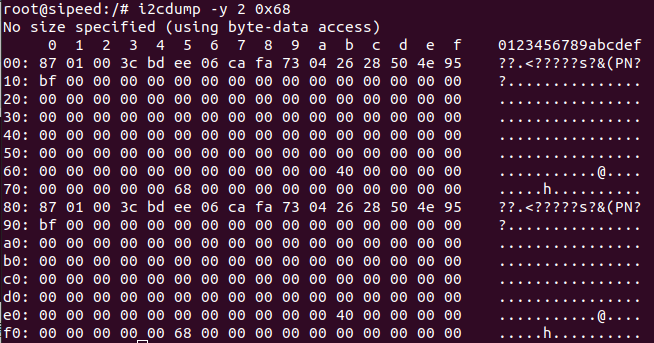 root@sipeed:/# i2cdump -y 2 0x68
No size specified (using byte-data access)
     0  1  2  3  4  5  6  7  8  9  a  b  c  d  e  f    0123456789abcdef
00: 87 01 00 3c bd ee 06 ca fa 73 04 26 28 50 4e 95    ??.<?????s?&(PN?
10: bf 00 00 00 00 00 00 00 00 00 00 00 00 00 00 00    ?...............
20: 00 00 00 00 00 00 00 00 00 00 00 00 00 00 00 00    ................
30: 00 00 00 00 00 00 00 00 00 00 00 00 00 00 00 00    ................
40: 00 00 00 00 00 00 00 00 00 00 00 00 00 00 00 00    ................
50: 00 00 00 00 00 00 00 00 00 00 00 00 00 00 00 00    ................
60: 00 00 00 00 00 00 00 00 00 00 00 40 00 00 00 00    ...........@....
70: 00 00 00 00 00 68 00 00 00 00 00 00 00 00 00 00    .....h..........
80: 87 01 00 3c bd ee 06 ca fa 73 04 26 28 50 4e 95    ??.<?????s?&(PN?
90: bf 00 00 00 00 00 00 00 00 00 00 00 00 00 00 00    ?...............
a0: 00 00 00 00 00 00 00 00 00 00 00 00 00 00 00 00    ................
b0: 00 00 00 00 00 00 00 00 00 00 00 00 00 00 00 00    ................
c0: 00 00 00 00 00 00 00 00 00 00 00 00 00 00 00 00    ................
d0: 00 00 00 00 00 00 00 00 00 00 00 00 00 00 00 00    ................
e0: 00 00 00 00 00 00 00 00 00 00 00 40 00 00 00 00    ...........@....
f0: 00 00 00 00 00 68 00 00 00 00 00 00 00 00 00 00    .....h..........